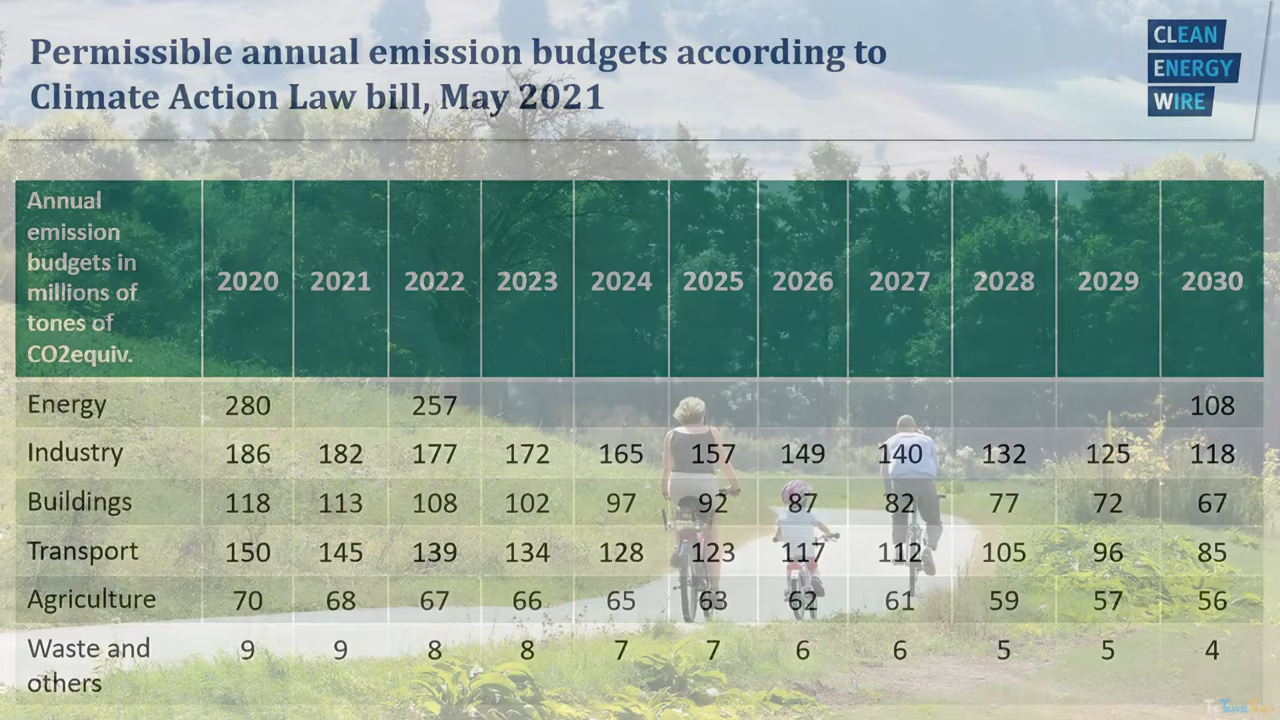 Permissible annual emission budgets according to
Climate Action Law bill, May 2021
CLEAN
ENERGY
WIRE
Annual
emission
budgets in
millions of
tones of
CO2equiv.
2020 2021 2022 2023 2024 2025 2026 2027 2028 2029 2030
Energy 280 257 108
Industry 186 182 177 172 165 157 149 140 132 125 118
Buildings 118 113 108 102 97 92 87 82 77 72 67
Transport 150 145 139 134 128 123 117 112 105 96 85
Agriculture 70 68 67 66 65 63 62 61 59 57 56
Waste and
others
9 9 8 8 7 7 6 6 5 5 4